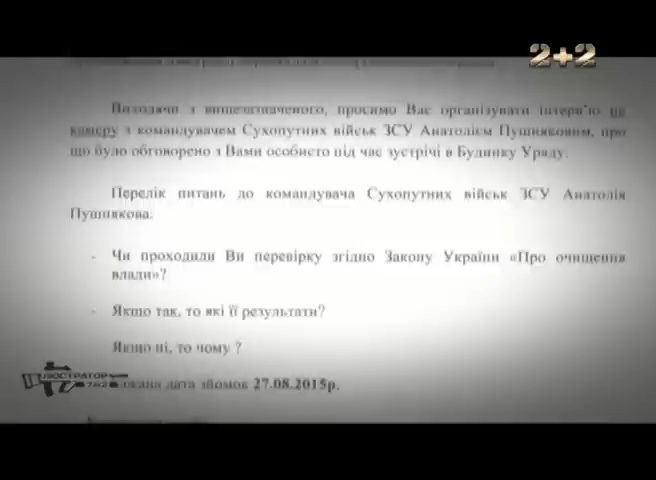 2+2
Виходячи з вищезазначеного, просимо Вас організувати інтерв'ю на
камеру з командувачем Сухопутних військ ЗСУ Анатолієм Пушняковим, про
що було обговорено з Вами особисто під час зустрічі в Будинку Уряду.
Перелік питань до командувача Сухопутних військ ЗСУ Анатолія
Пушнякова:
- Чи проходили Ви перевірку згідно Закону України «Про очищення
влади»?
- Якщо так, то які її результати?
Якщо ні, то чому ?
ЛЮСТРАТОР
7.62
дата зйомок 27.08.2015р.